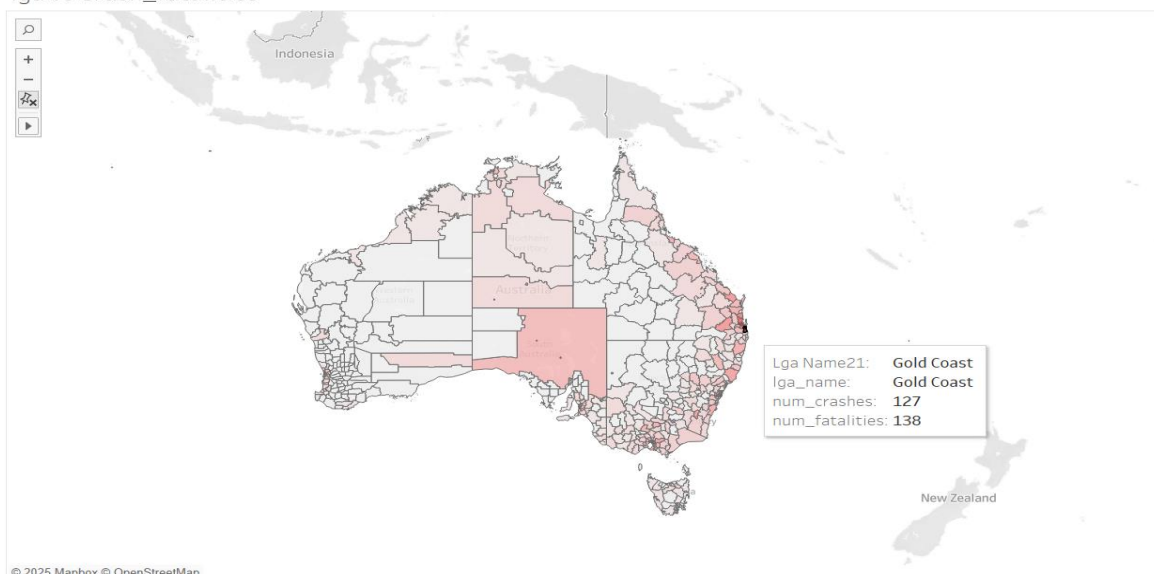 Indonesia
Australia
Lga Name21: Gold Coast
lga_name: Gold Coast
num_crashes: 127
num_fatalities: 138
New Zealand
© 2025 Mapbox © OpenStreetMap